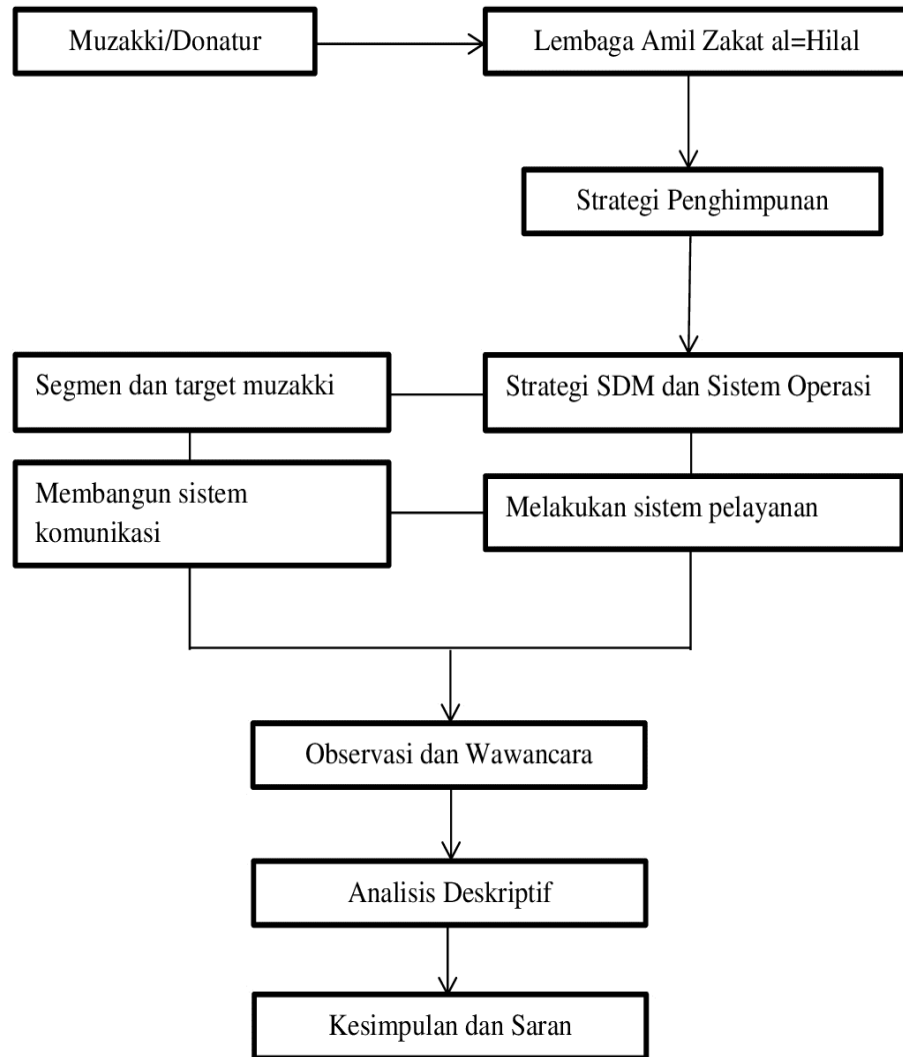 Muzakki/Donatur
Lembaga Amil Zakat al=Hilal
Strategi Penghimpunan
Segmen dan target muzakki
Strategi SDM dan Sistem Operasi
Membangun sistem
komunikasi
Melakukan sistem pelayanan
Observasi dan Wawancara
Analisis Deskriptif
Kesimpulan dan Saran